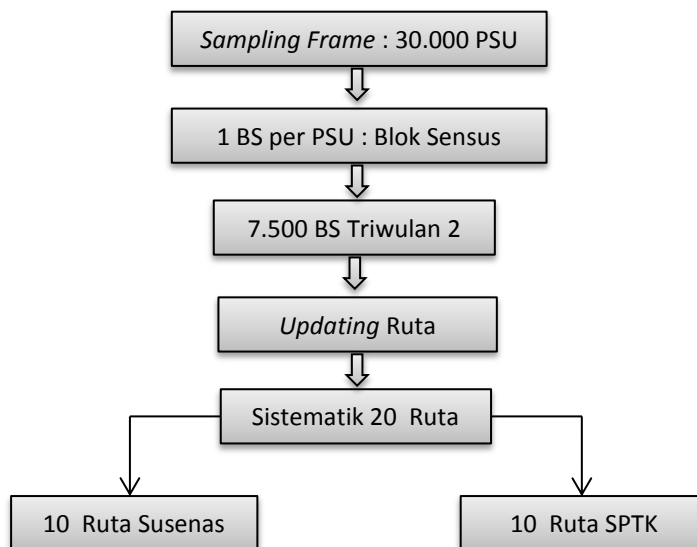 Sampling Frame : 30.000 PSU
1 BS per PSU : Blok Sensus
7.500 BS Triwulan 2
Updating Ruta
Sistematik 20 Ruta
10 Ruta Susenas
10 Ruta SPTK